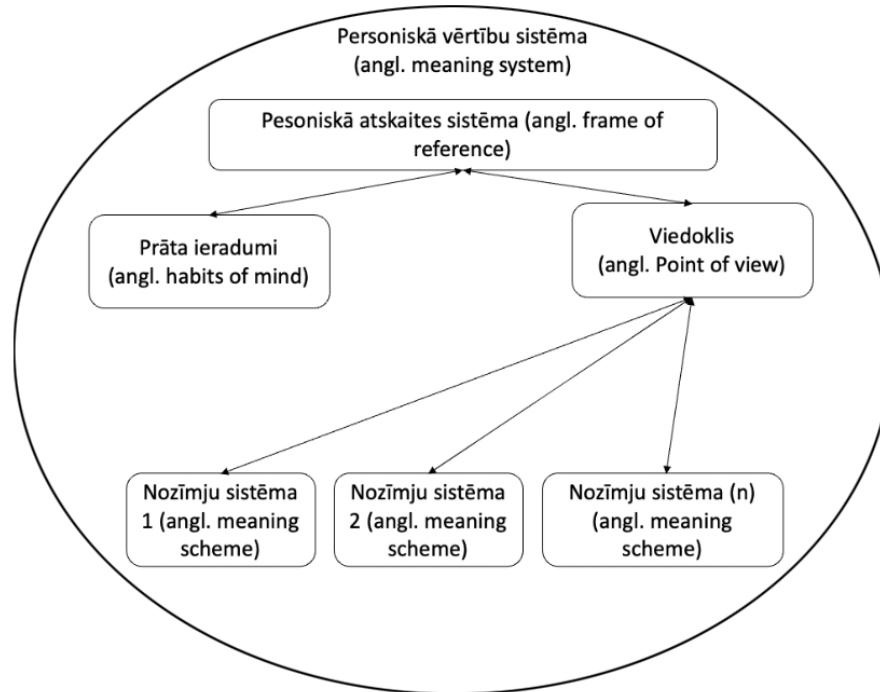 Personiskā vērtību sistēma
(angl. meaning system)
Pesoniskā atskaites sistēma (angl. frame of
reference)
Prāta ieradumi
(angl. habits of mind)
Viedoklis
(angl. Point of view)
Nozīmju sistēma
1 (angl. meaning
scheme)
Nozīmju sistēma
2 (angl. meaning
scheme)
Nozīmju sistēma (n)
(angl. meaning
scheme)